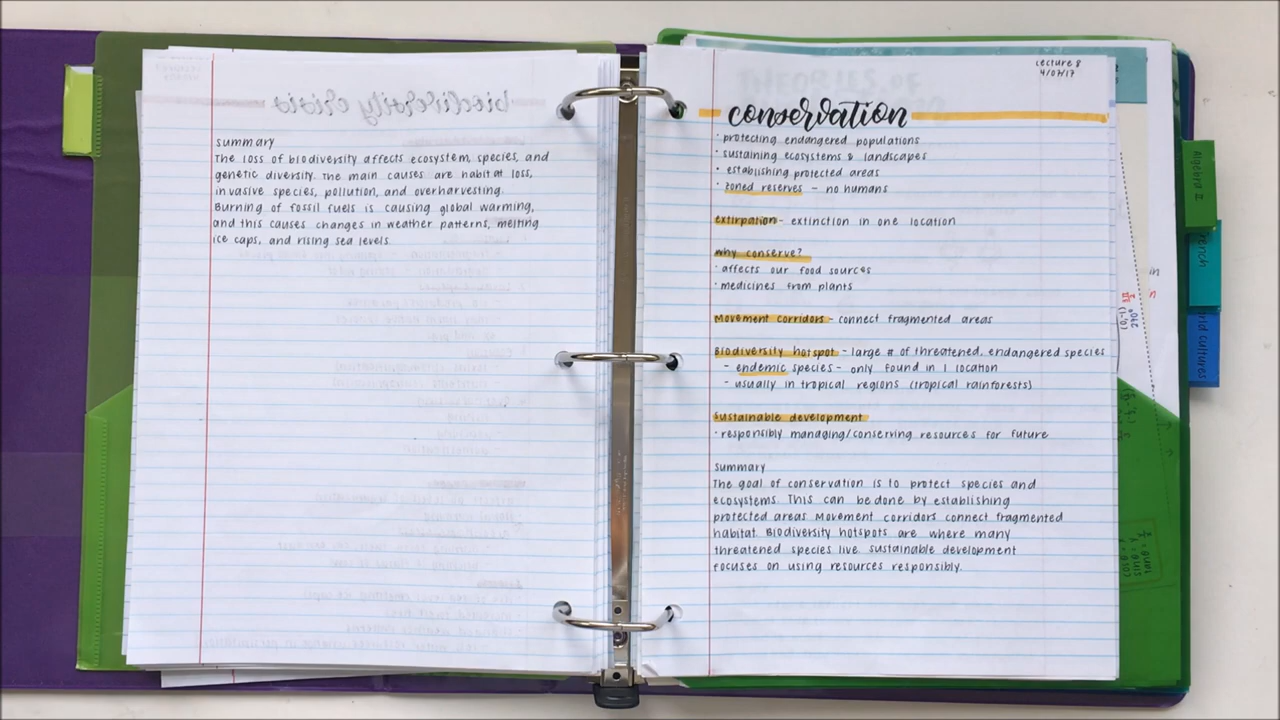 biodiversity crisis
summary
The loss of biodiversity affects ecosystem, species, and
genetic diversity. The main causes are habitat loss,
invasive species, pollution, and overharvesting.
Burning of fossil fuels is causing global warming,
and this causes changes in weather patterns, melting
ice caps, and rising sea levels.
Lecture 8
4/07/17
conservation
· protecting endangered populations
· sustaining ecosystems & landscapes
· establishing protected areas
· zoned reserves - no humans
extirpation - extinction in one location
why conserve?
· affects our food sources
· medicines from plants
Movement corridors - connect fragmented areas
Biodiversity hotspot - large # of threatened, endangered species
- endemic species - only found in 1 location
- usually in tropical regions (tropical rainforests)
Sustainable development
· responsibly managing/conserving resources for future
Summary
The goal of conservation is to protect species and
ecosystems. This can be done by establishing
protected areas Movement corridors connect fragmented
habitat. Biodiversity hotspots are where many
threatened species live. Sustainable development
focuses on using resources responsibly.
Algebra II
French
rld cultures